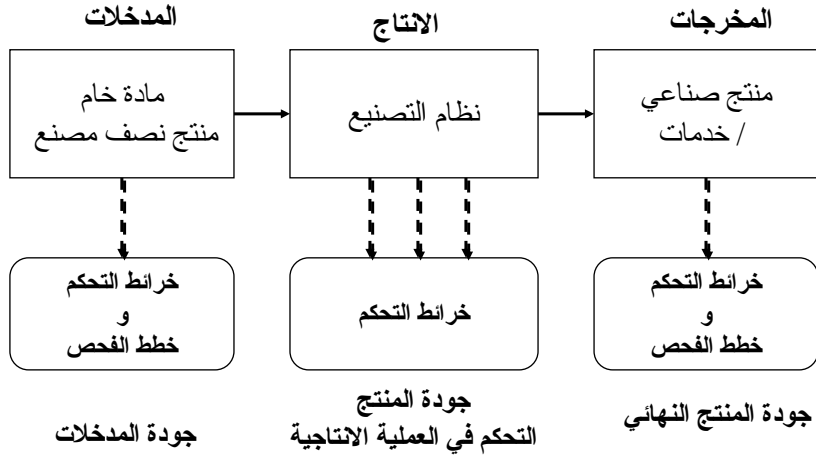 المدخلات
الانتاج
المخرجات
مادة خام
منتج نصف مصنع
نظام التصنيع
منتج صناعي
/ خدمات
خرائط التحكم
و
خطط الفحص
خرائط التحكم
خرائط التحكم
و
خطط الفحص
جودة المدخلات
جودة المنتج
التحكم في العملية الانتاجية
جودة المنتج النهائي